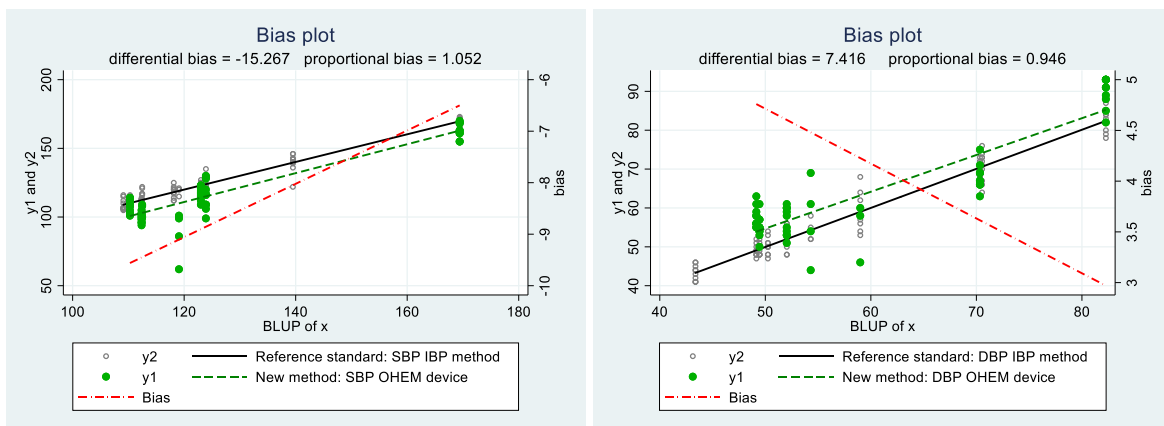 Bias plot
differential bias = -15.267 proportional bias = 1.052
y1 and y2
200
150
100
50
-6
-7
-8
-9
-10
bias
100 120 140 160 180
BLUP of x
y2 Reference standard: SBP IBP method
y1 New method: SBP OHEM device
Bias
Bias plot
differential bias = 7.416 proportional bias = 0.946
y1 and y2
90
80
70
60
50
40
5
4.5
4
3.5
3
bias
40 50 60 70 80
BLUP of x
y2 Reference standard: DBP IBP method
y1 New method: DBP OHEM device
Bias